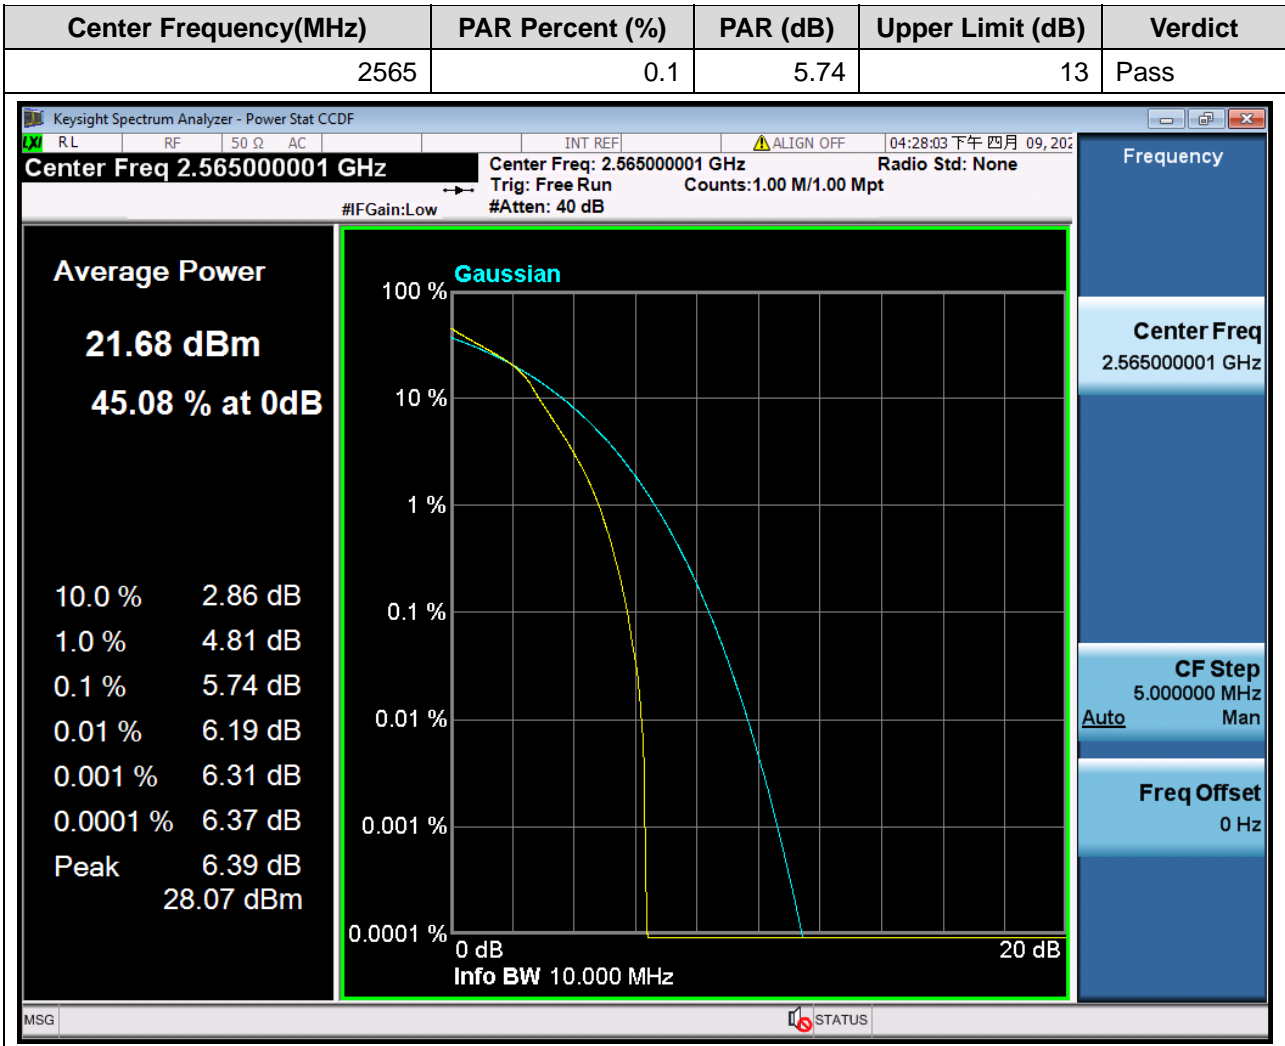 Center Frequency(MHz) PAR Percent (%) PAR (dB) Upper Limit (dB) Verdict
2565 0.1 5.74 13 Pass
Keysight Spectrum Analyzer - Power Stat CCDF
LXI RL RF 50 Ω AC INT REF ALIGN OFF 04:28:03 下午 四月 09, 202
Center Freq 2.565000001 GHz
Center Freq: 2.565000001 GHz Radio Std: None
Trig: Free Run Counts:1.00 M/1.00 Mpt
#IFGain:Low #Atten: 40 dB
Average Power
21.68 dBm
45.08 % at 0dB
10.0 % 2.86 dB
1.0 % 4.81 dB
0.1 % 5.74 dB
0.01 % 6.19 dB
0.001 % 6.31 dB
0.0001 % 6.37 dB
Peak 6.39 dB
28.07 dBm
Gaussian
100 %
10 %
1 %
0.1 %
0.01 %
0.001 %
0.0001 %
0 dB 20 dB
Info BW 10.000 MHz
Frequency
Center Freq
2.565000001 GHz
CF Step
5.000000 MHz
Auto Man
Freq Offset
0 Hz
MSG STATUS